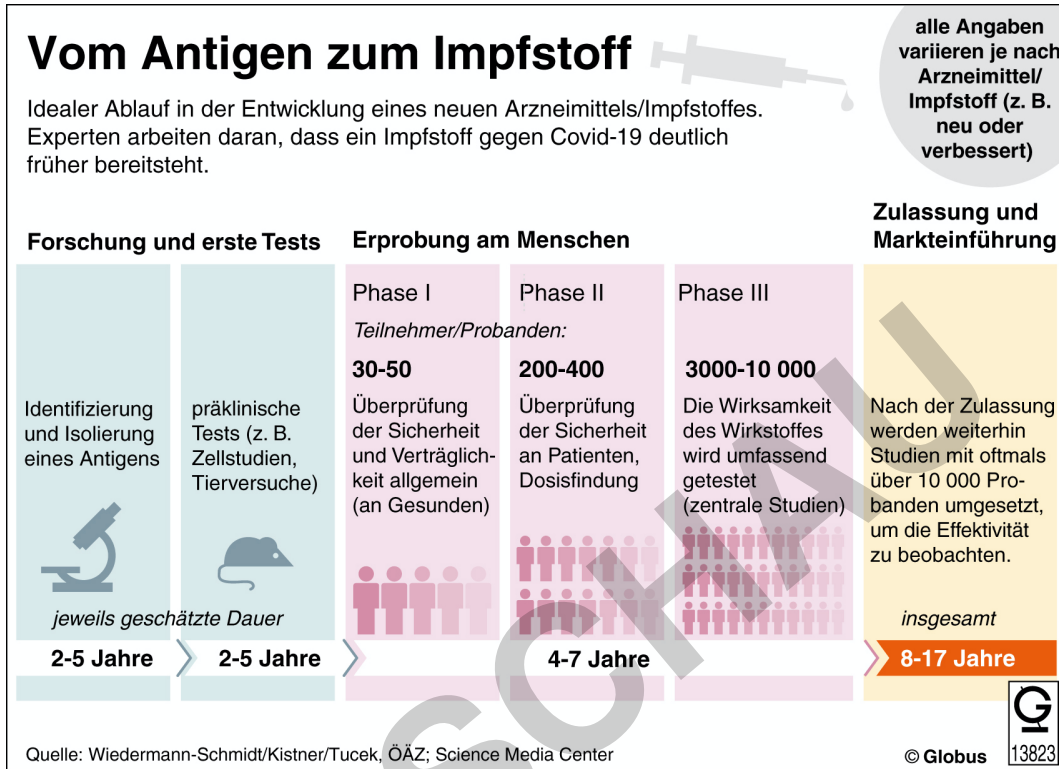 Vom Antigen zum Impfstoff
alle Angaben
variieren je nach
Arzneimittel/
Impfstoff (z. B.
neu oder
verbessert)
Idealer Ablauf in der Entwicklung eines neuen Arzneimittels/Impfstoffes.
Experten arbeiten daran, dass ein Impfstoff gegen Covid-19 deutlich
früher bereitsteht.
Forschung und erste Tests
Identifizierung
und Isolierung
eines Antigens
präklinische
Tests (z. B.
Zellstudien,
Tierversuche)
jeweils geschätzte Dauer
2-5 Jahre
2-5 Jahre
Erprobung am Menschen
Teilnehmer/Probanden:
Phase I
30-50
Überprüfung
der Sicherheit
und Verträglich-
keit allgemein
(an Gesunden)
Phase II
200-400
Überprüfung
der Sicherheit
an Patienten,
Dosisfindung
Phase III
3000-10 000
Die Wirksamkeit
des Wirkstoffes
wird umfassend
getestet
(zentrale Studien)
4-7 Jahre
Zulassung und
Markteinführung
Nach der Zulassung
werden weiterhin
Studien mit oftmals
über 10 000 Pro-
banden umgesetzt,
um die Effektivität
zu beobachten.
insgesamt
8-17 Jahre
Quelle: Wiedermann-Schmidt/Kistner/Tucek, ÖÄZ; Science Media Center
© Globus
G
13823
SCHAU